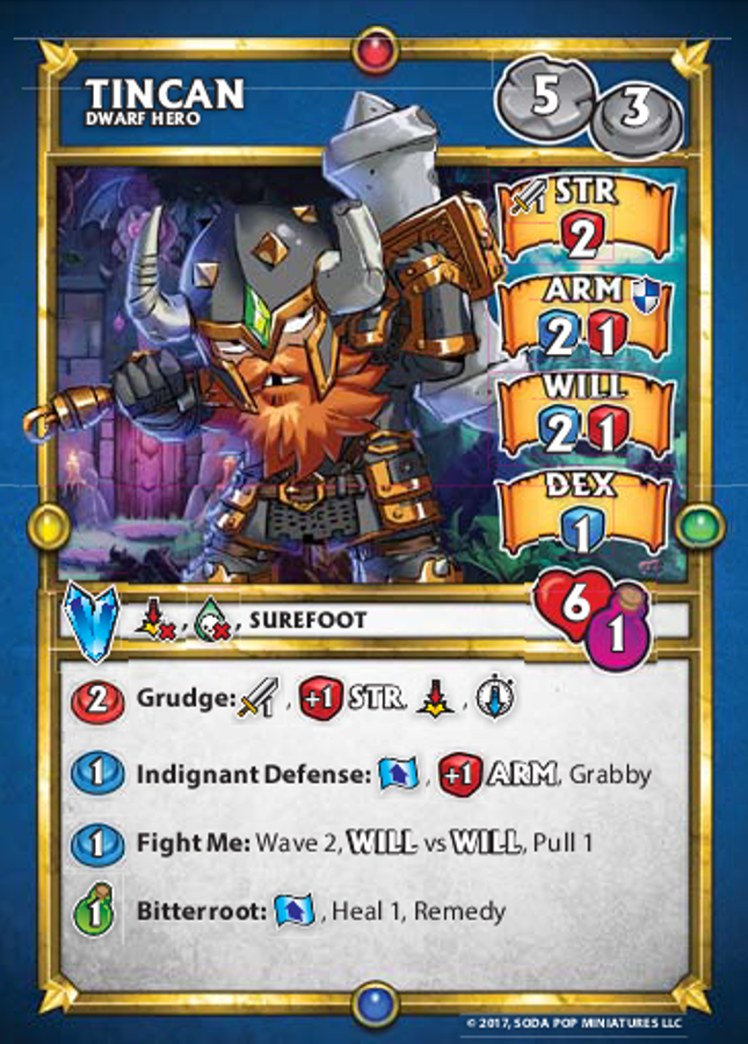 TINCAN
DWARF HERO
5 3
STR
2
ARM
2 1
WILL
2 1
DEX
1
6 1
, , SUREFOOT
2 Grudge: , +1 STR. ,
1 Indignant Defense: , +1 ARM, Grabby
1 Fight Me: Wave 2, WILL vs WILL, Pull 1
1 Bitterroot: , Heal 1, Remedy
© 2017, SODA POP MINIATURES LLC